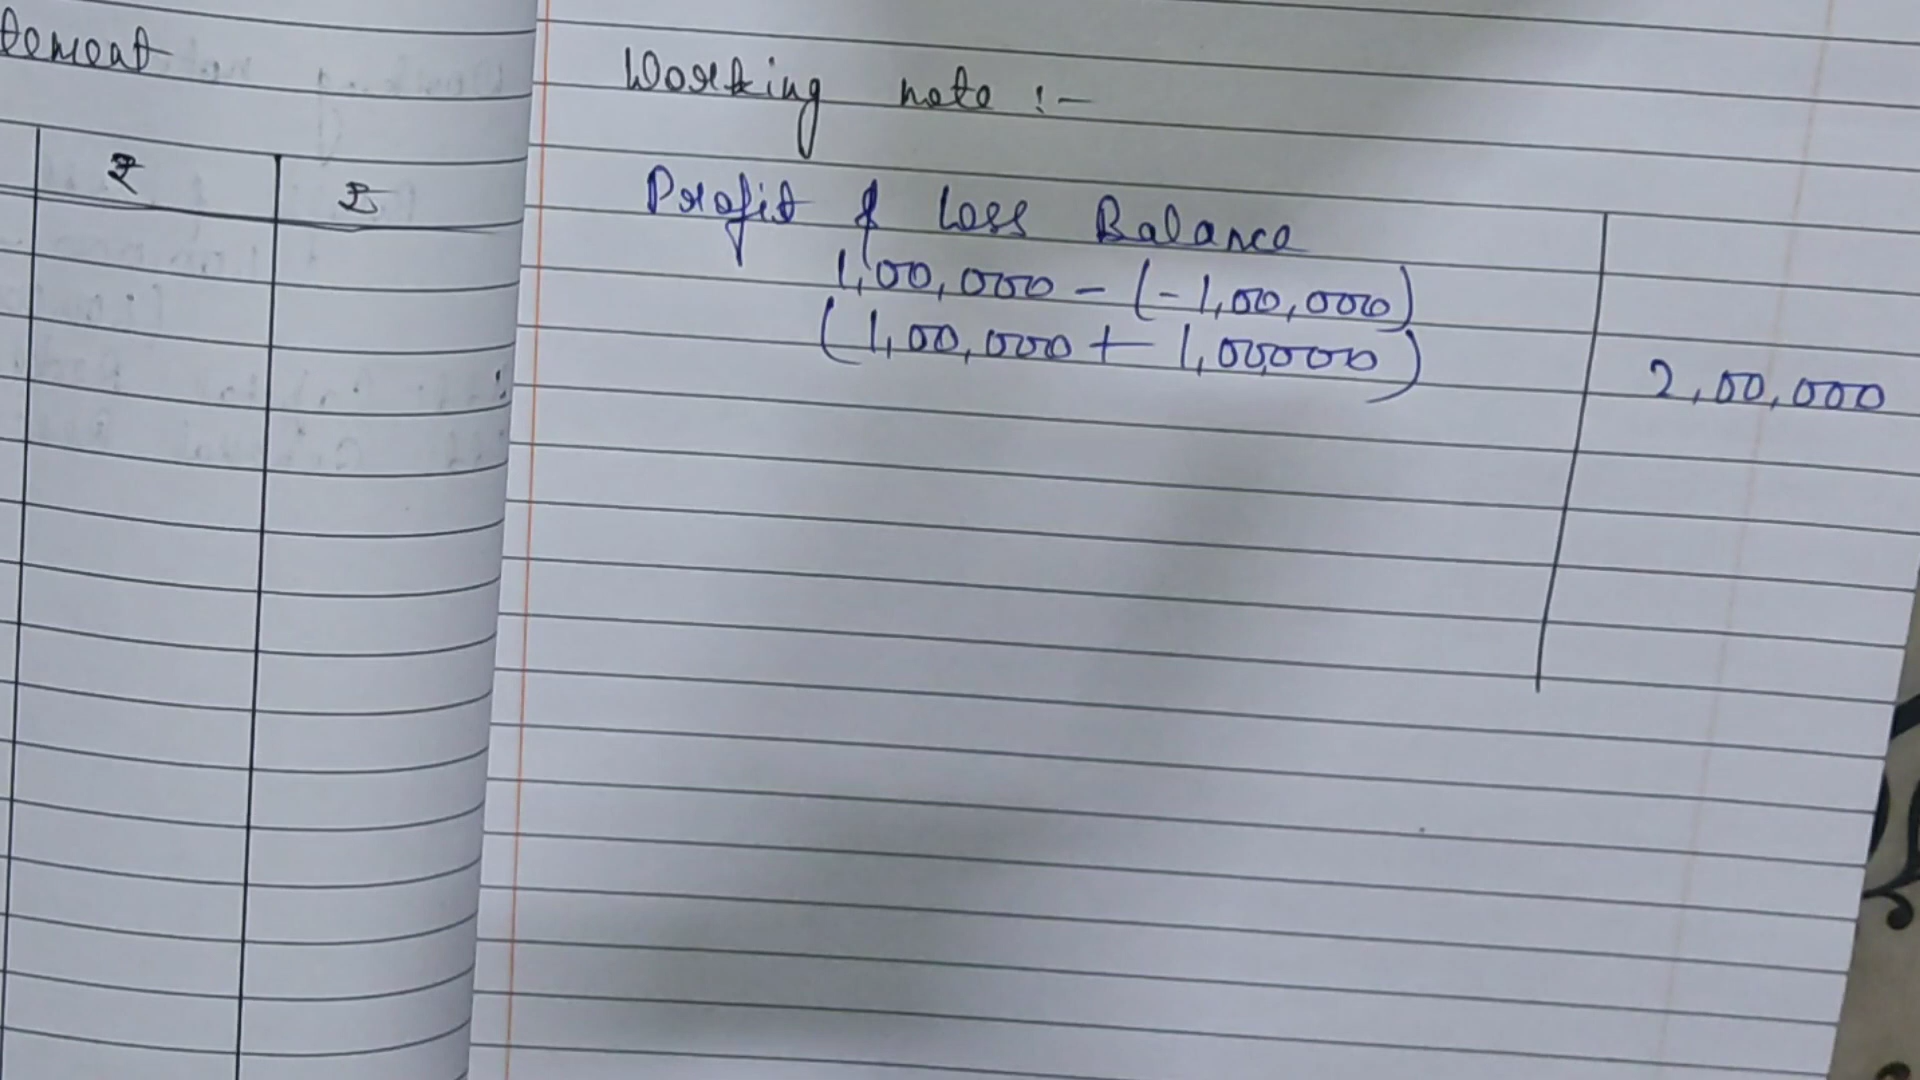 tement
₹ ₹
Working note :-
Profit & Loss Balance
1,00,000 - (-1,00,000)
(1,00,000 + 1,00,000) 2,00,000